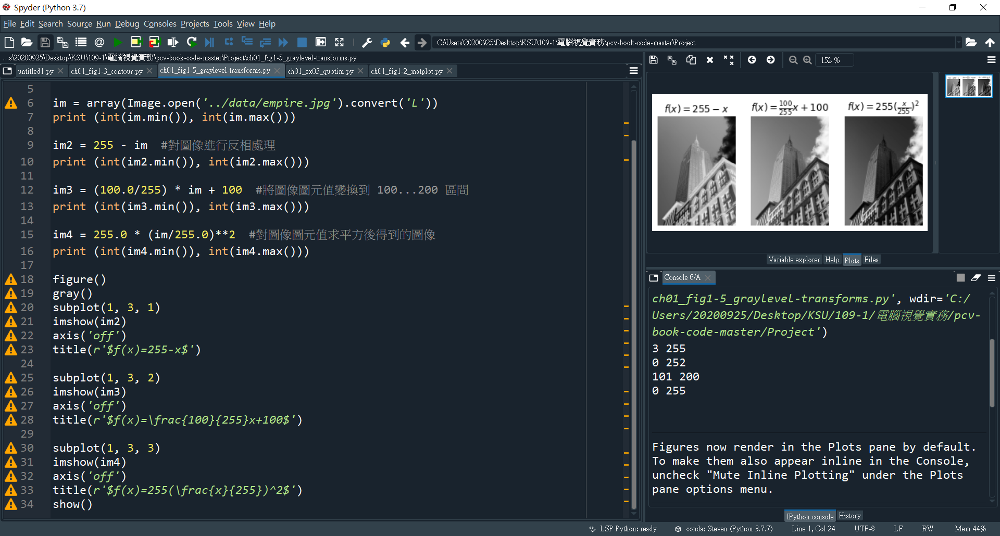 Spyder (Python 3.7)
File Edit Search Source Run Debug Consoles Projects Tools View Help
C:\Users\20200925\Desktop\KSU\109-1\電腦視覺實務\pcv-book-code-master\Project
...s\20200925\Desktop\KSU\109-1\電腦視覺實務\pcv-book-code-master\Project\ch01_fig1-5_graylevel-transforms.py
untitled1.py ch01_fig1-3_contour.py ch01_fig1-5_graylevel-transforms.py ch01_ex03_quotim.py ch01_fig1-2_matplot.py
5
6 im = array(Image.open('../data/empire.jpg').convert('L'))
7 print (int(im.min()), int(im.max()))
8
9 im2 = 255 - im  #對圖像進行反相處理
10 print (int(im2.min()), int(im2.max()))
11
12 im3 = (100.0/255) * im + 100  #將圖像圖元值變換到 100...200 區間
13 print (int(im3.min()), int(im3.max()))
14
15 im4 = 255.0 * (im/255.0)**2  #對圖像圖元值求平方後得到的圖像
16 print (int(im4.min()), int(im4.max()))
17
18 figure()
19 gray()
20 subplot(1, 3, 1)
21 imshow(im2)
22 axis('off')
23 title(r'$f(x)=255-x$')
24
25 subplot(1, 3, 2)
26 imshow(im3)
27 axis('off')
28 title(r'$f(x)=\frac{100}{255}x+100$')
29
30 subplot(1, 3, 3)
31 imshow(im4)
32 axis('off')
33 title(r'$f(x)=255(\frac{x}{255})^2$')
34 show()
152 %
f(x) = 255 − x f(x) = 100/255 x + 100 f(x) = 255(x/255)²
Variable explorer Help Plots Files
Console 6/A
ch01_fig1-5_graylevel-transforms.py', wdir='C:/
Users/20200925/Desktop/KSU/109-1/電腦視覺實務/pcv-
book-code-master/Project')
3 255
0 252
101 200
0 255
Figures now render in the Plots pane by default.
To make them also appear inline in the Console,
uncheck "Mute Inline Plotting" under the Plots
pane options menu.
IPython console History
LSP Python: ready conda: Steven (Python 3.7.7) Line 1, Col 24 UTF-8 LF RW Mem 44%